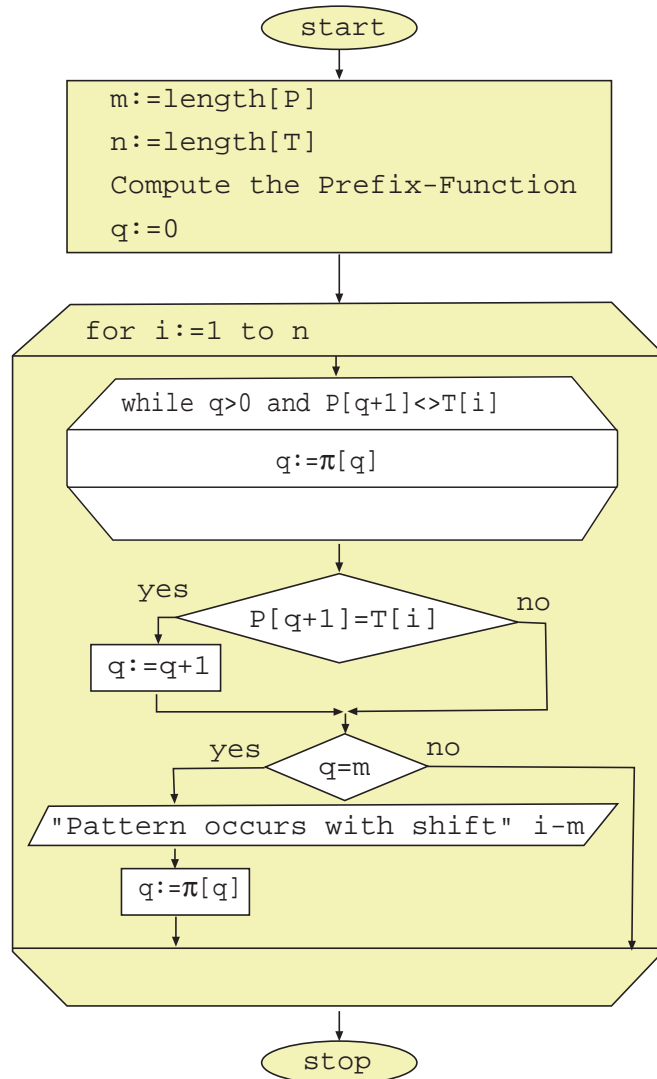 start
m:=length[P]
n:=length[T]
Compute the Prefix-Function
q:=0
for i:=1 to n
while q>0 and P[q+1]<>T[i]
q:=π[q]
yes
P[q+1]=T[i]
no
q:=q+1
yes
q=m
no
"Pattern occurs with shift" i-m
q:=π[q]
stop